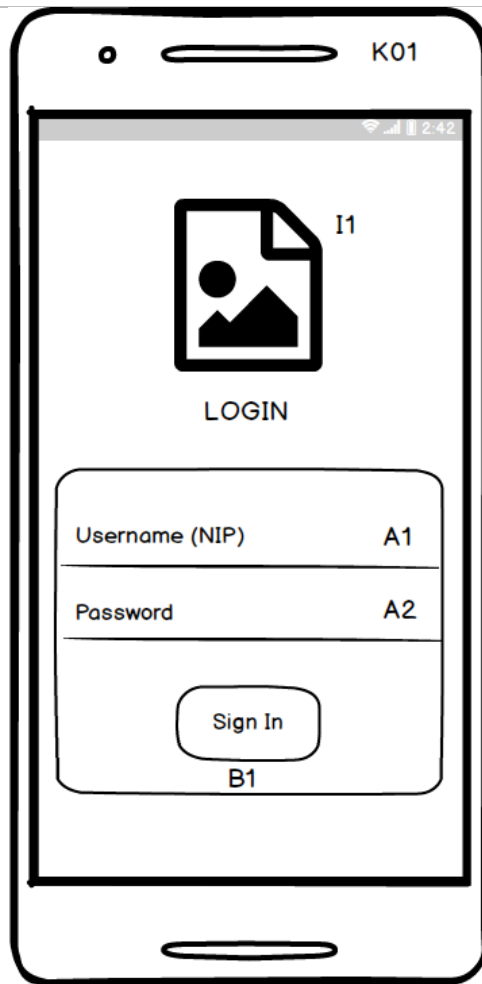 K01
2:42
I1
LOGIN
Username (NIP) A1
Password A2
Sign In
B1